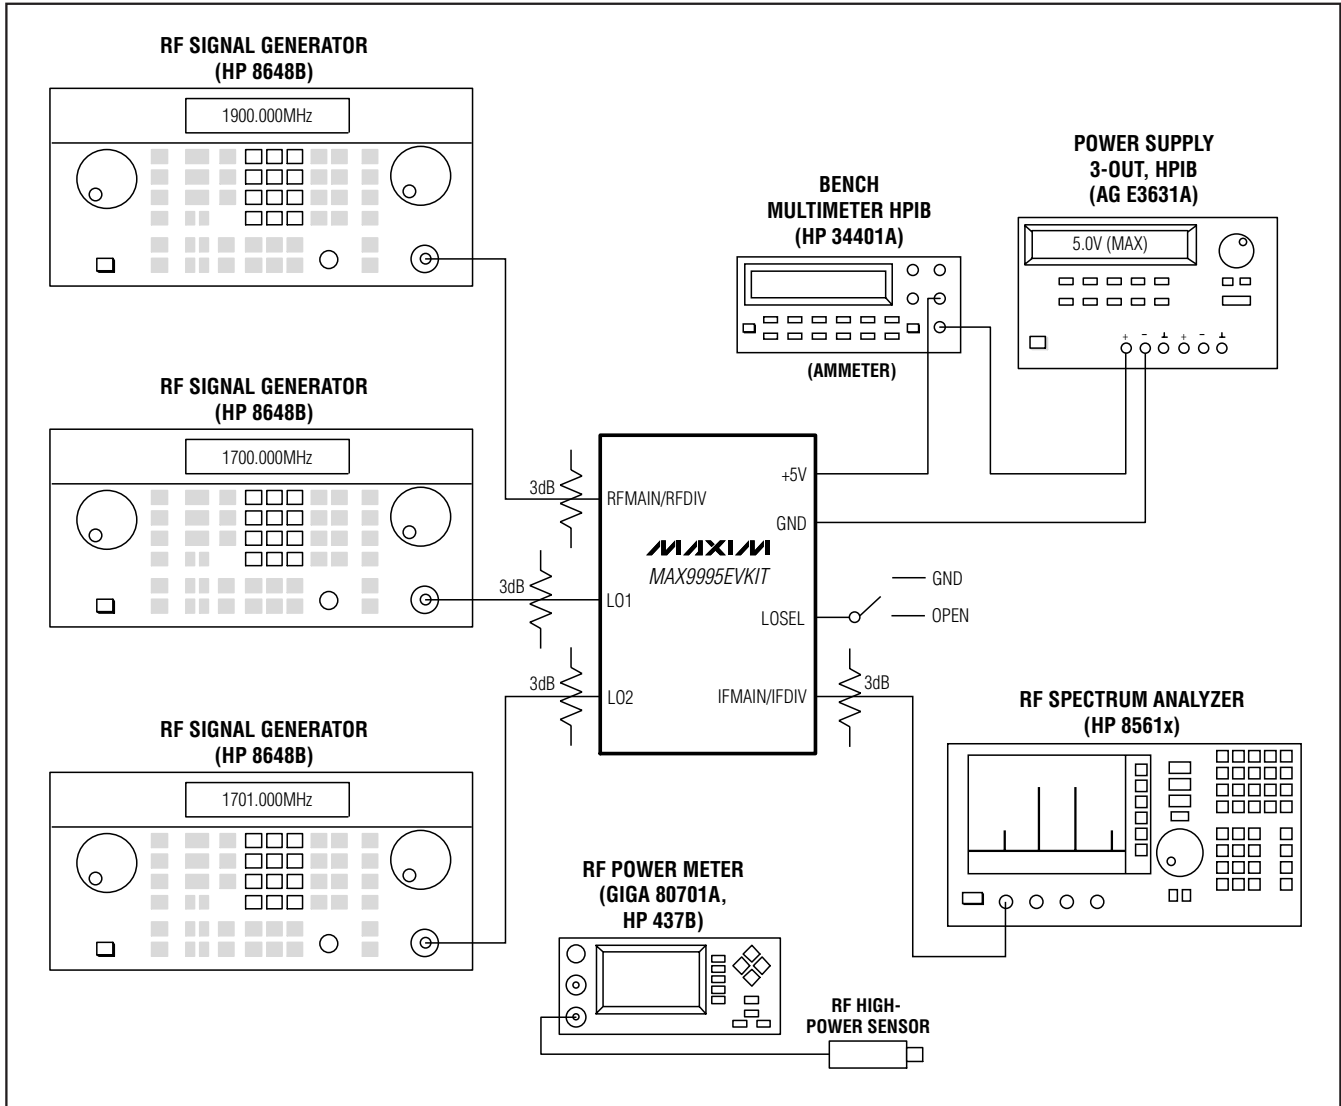 RF SIGNAL GENERATOR
(HP 8648B)
1900.000MHz
POWER SUPPLY
3-OUT, HPIB
(AG E3631A)
5.0V (MAX)
+ - ⊥ + - ⊥
BENCH
MULTIMETER HPIB
(HP 34401A)
(AMMETER)
RF SIGNAL GENERATOR
(HP 8648B)
1700.000MHz
3dB
RFMAIN/RFDIV
+5V
GND
MAXIM
MAX9995EVKIT
3dB
LO1
LOSEL
GND
OPEN
3dB
LO2
IFMAIN/IFDIV
3dB
RF SIGNAL GENERATOR
(HP 8648B)
1701.000MHz
RF SPECTRUM ANALYZER
(HP 8561x)
RF POWER METER
(GIGA 80701A,
HP 437B)
RF HIGH-
POWER SENSOR